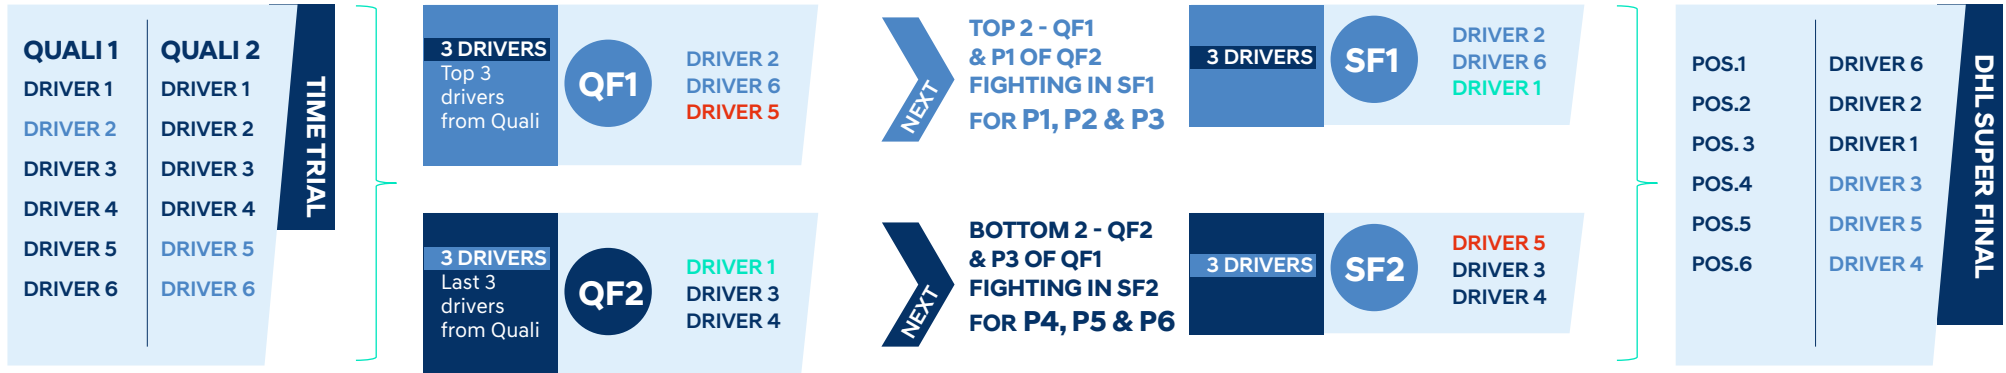 QUALI 1
DRIVER 1
DRIVER 2
DRIVER 3
DRIVER 4
DRIVER 5
DRIVER 6
QUALI 2
DRIVER 1
DRIVER 2
DRIVER 3
DRIVER 4
DRIVER 5
DRIVER 6
TIME TRIAL
3 DRIVERS
Top 3
drivers
from Quali
QF1
DRIVER 2
DRIVER 6
DRIVER 5
NEXT
TOP 2 - QF1
& P1 OF QF2
FIGHTING IN SF1
FOR P1, P2 & P3
3 DRIVERS
SF1
DRIVER 2
DRIVER 6
DRIVER 1
3 DRIVERS
Last 3
drivers
from Quali
QF2
DRIVER 1
DRIVER 3
DRIVER 4
NEXT
BOTTOM 2 - QF2
& P3 OF QF1
FIGHTING IN SF2
FOR P4, P5 & P6
3 DRIVERS
SF2
DRIVER 5
DRIVER 3
DRIVER 4
POS.1 DRIVER 6
POS.2 DRIVER 2
POS. 3 DRIVER 1
POS.4 DRIVER 3
POS.5 DRIVER 5
POS.6 DRIVER 4
DHL SUPER FINAL